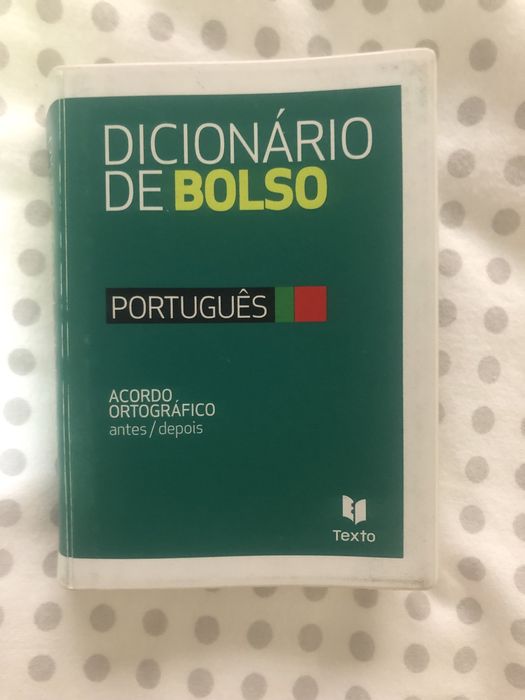 DICIONÁRIO
DE BOLSO
PORTUGUÊS
ACORDO
ORTOGRÁFICO
antes/depois
Texto